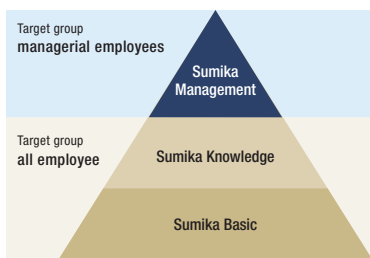 Target group
managerial employees
Sumika
Management
Target group
all employee
Sumika Knowledge
Sumika Basic